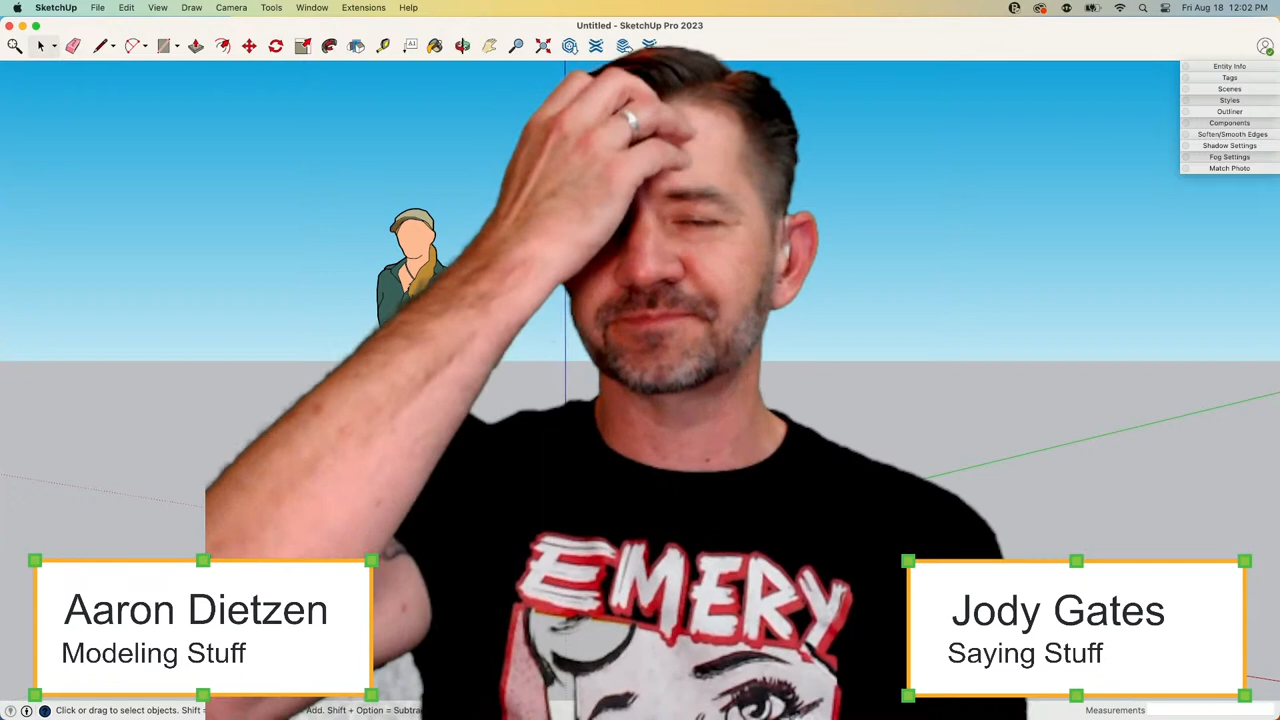 SketchUp File Edit View Draw Camera Tools Window Extensions Help
Fri Aug 18 12:02 PM
Untitled - SketchUp Pro 2023
A1
Entity Info
Tags
Scenes
Styles
Outliner
Components
Soften/Smooth Edges
Shadow Settings
Fog Settings
Match Photo
EMERY
Aaron Dietzen
Modeling Stuff
Jody Gates
Saying Stuff
Click or drag to select objects. Shift = Add. Shift + Option = Subtra
Measurements